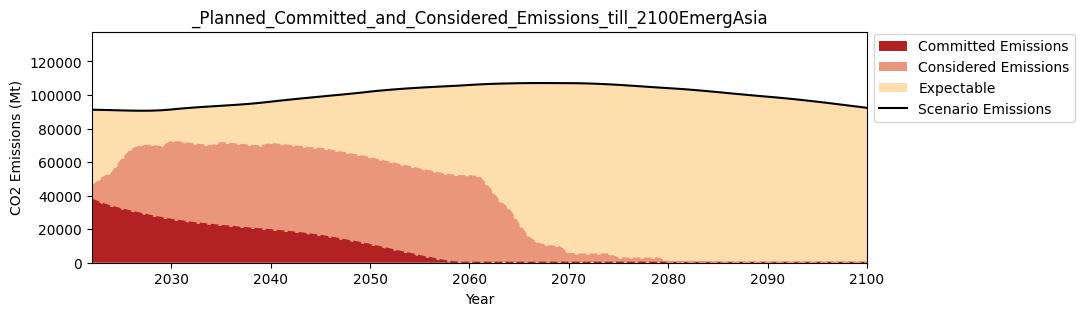 _Planned_Committed_and_Considered_Emissions_till_2100EmergAsia
120000
100000
80000
60000
40000
20000
0
CO2 Emissions (Mt)
2030 2040 2050 2060 2070 2080 2090 2100
Year
Committed Emissions
Considered Emissions
Expectable
Scenario Emissions